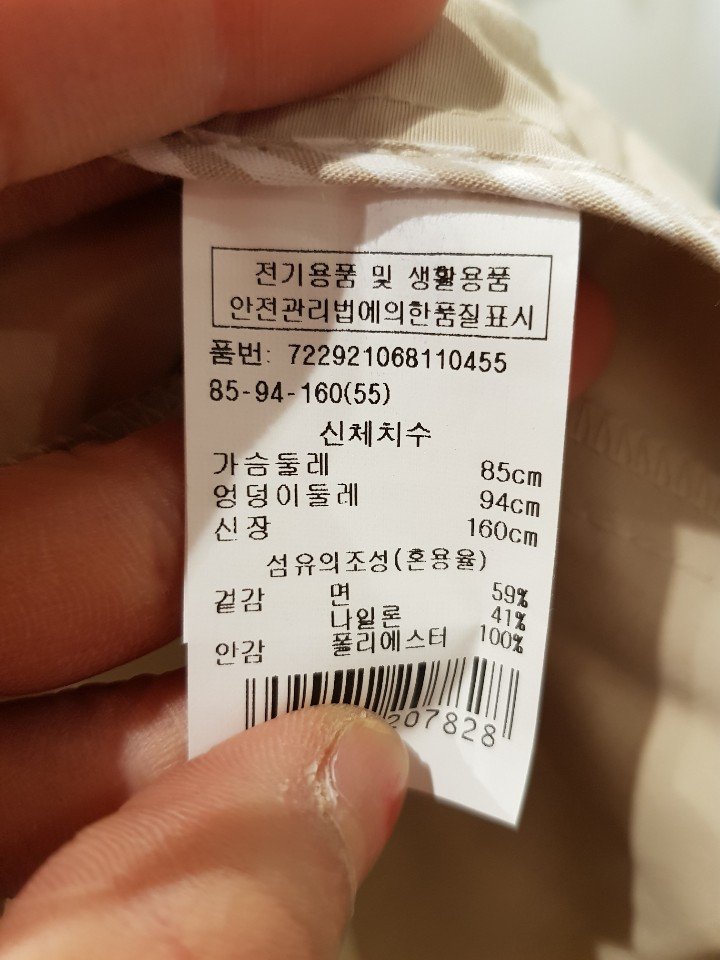 전기용품 및 생활용품
안전관리법에의한품질표시
품번: 722921068110455
85-94-160(55)
신체치수
가슴둘레 85cm
엉덩이둘레 94cm
신장 160cm
섬유의조성(혼용율)
겉감 면 59%
나일론 41%
안감 폴리에스터 100%
207828